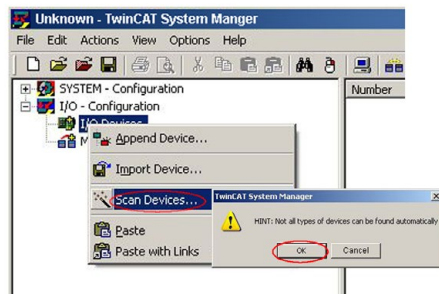 Unknown - TwinCAT System Manger
File Edit Actions View Options Help
SYSTEM - Configuration
Number
I/O - Configuration
I/O Devices
M
Append Device...
Import Device...
Scan Devices...
TwinCAT System Manager
HINT: Not all types of devices can be found automatically
OK Cancel
Paste
Paste with Links